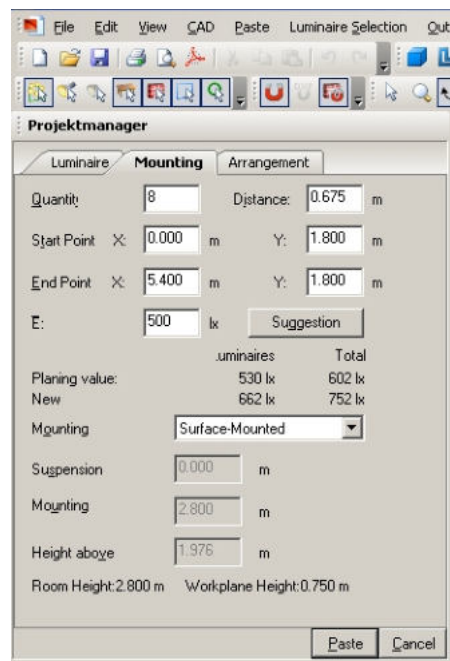 File Edit View CAD Paste Luminaire Selection Out
Projektmanager
Luminaire Mounting Arrangement
Quantit 8 Distance: 0.675 m
Start Point X: 0.000 m Y: 1.800 m
End Point X: 5.400 m Y: 1.800 m
E: 500 lx Suggestion
.uminaires Total
Planing value: 530 lx 602 lx
New 662 lx 752 lx
Mounting Surface-Mounted
Suspension 0.000 m
Mounting 2.800 m
Height above 1.976 m
Room Height:2.800 m Workplane Height:0.750 m
Paste Cancel